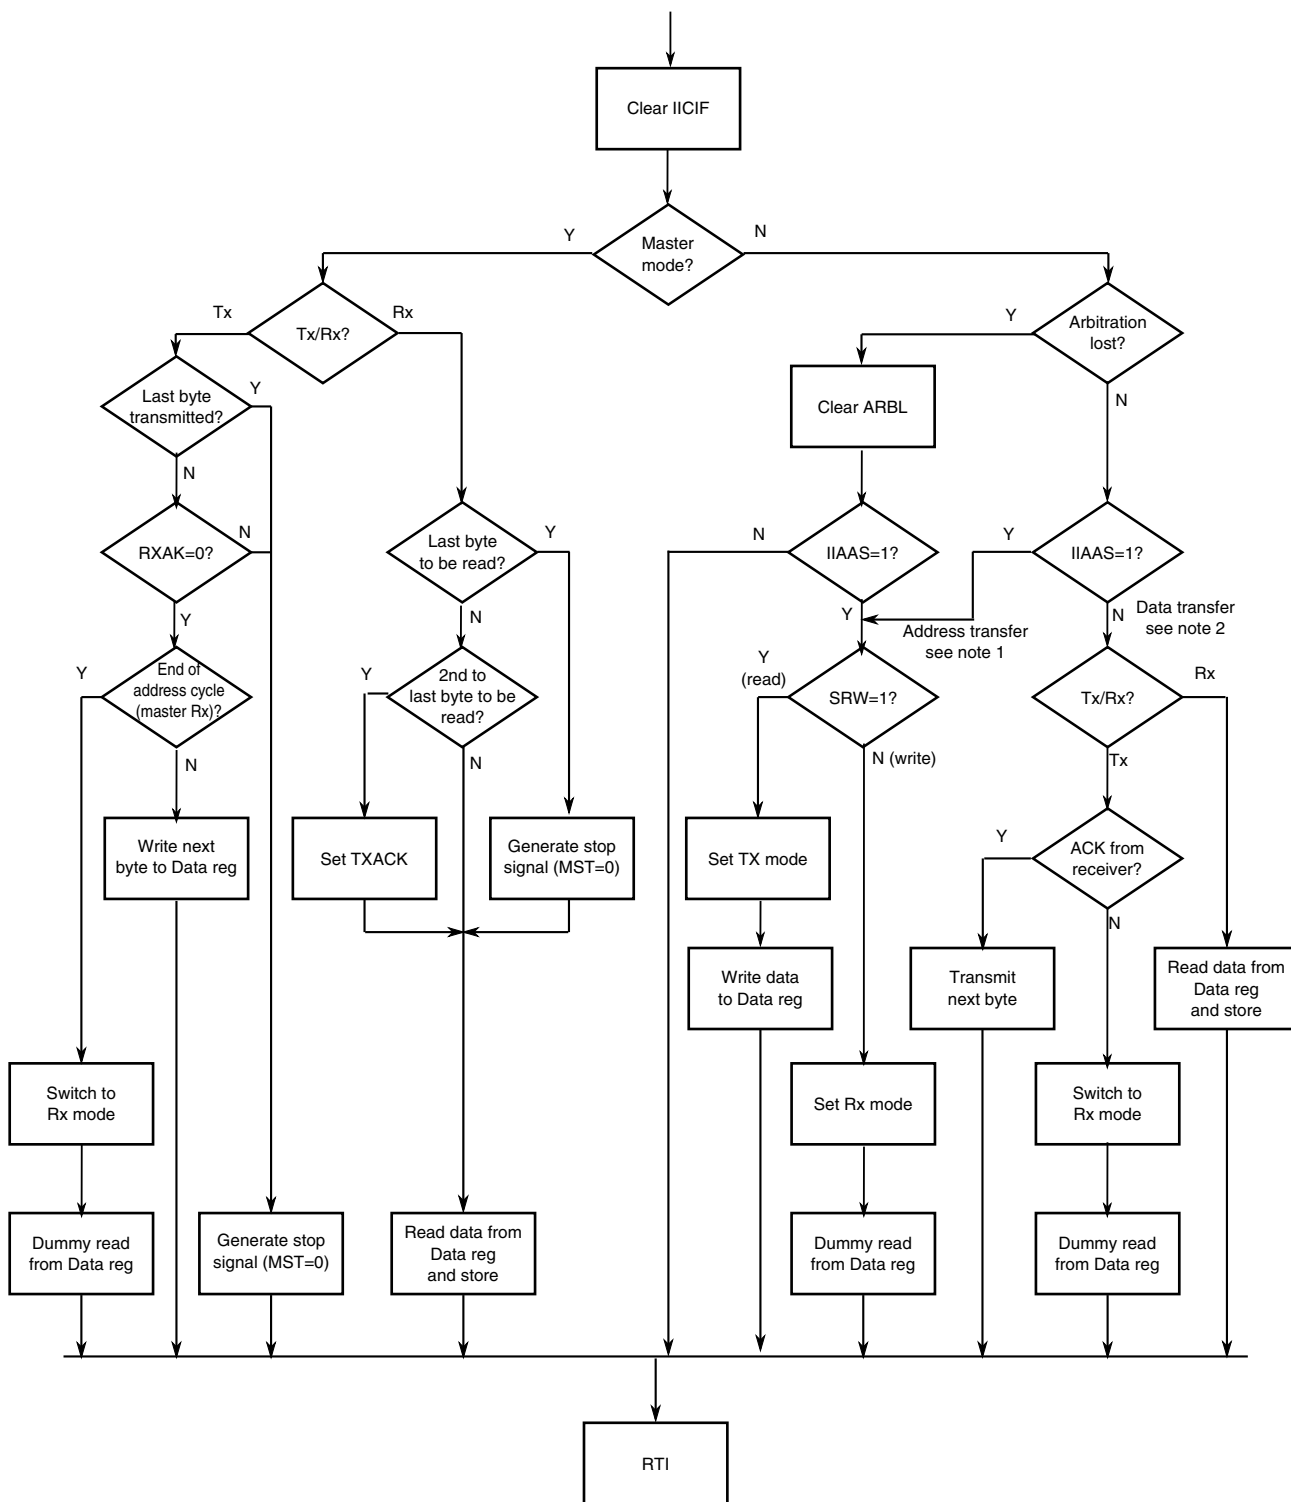 Clear IICIF
Y
Master
mode?
N
Tx
Tx/Rx?
Rx
Y
Arbitration
lost?
Last byte
transmitted?
Y
Clear ARBL
N
N
RXAK=0?
N
Last byte
to be read?
Y
N
IIAAS=1?
Y
IIAAS=1?
Y
N
Y
Address transfer
see note 1
N
Data transfer
see note 2
Y
End of
address cycle
(master Rx)?
Y
2nd to
last byte to be
read?
Y
(read)
SRW=1?
Tx/Rx?
Rx
N
N
N (write)
Tx
Write next
byte to Data reg
Set TXACK
Generate stop
signal (MST=0)
Set TX mode
Y
ACK from
receiver?
N
Write data
to Data reg
Transmit
next byte
Read data from
Data reg
and store
Switch to
Rx mode
Set Rx mode
Switch to
Rx mode
Dummy read
from Data reg
Generate stop
signal (MST=0)
Read data from
Data reg
and store
Dummy read
from Data reg
Dummy read
from Data reg
RTI